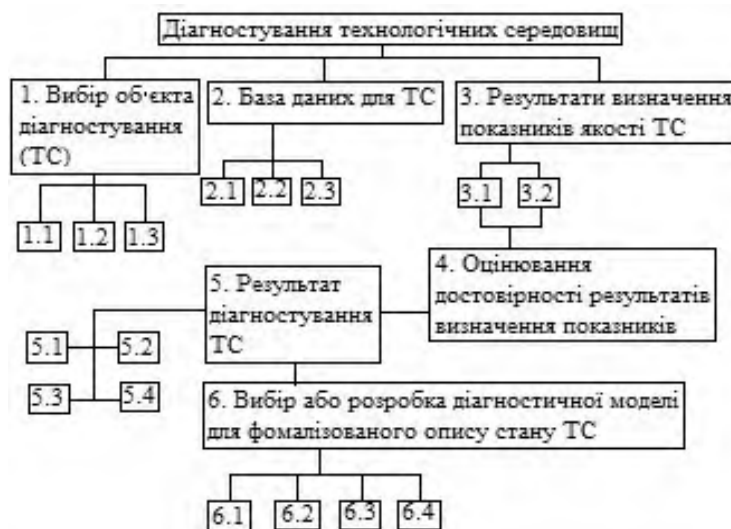 Діагностування технологічних середовищ
1. Вибір об'єкта
діагностування
(ТС)
2. База даних для ТС
3. Результати визначення
показників якості ТС
1.1
1.2
1.3
2.1
2.2
2.3
3.1
3.2
4. Оцінювання
достовірності результатів
визначення показників
5. Результат
діагностування
ТС
5.1
5.2
5.3
5.4
6. Вибір або розробка діагностичної моделі
для фомалізованого опису стану ТС
6.1
6.2
6.3
6.4